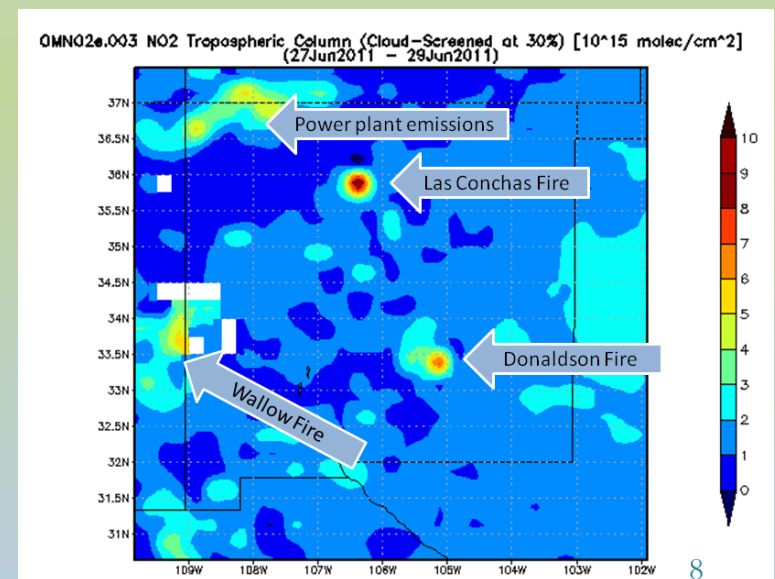 OMNO2e.003 NO2 Tropospheric Column (Cloud-Screened at 30%) [10^15 molec/cm^2]
(27Jun2011 – 29Jun2011)
37N
36.5N
36N
35.5N
35N
34.5N
34N
33.5N
33N
32.5N
32N
31.5N
31N
Power plant emissions
Las Conchas Fire
Donaldson Fire
Wallow Fire
109W 108W 107W 106W 105W 104W 103W 102W
10
9
8
7
6
5
4
3
2
1
0
8